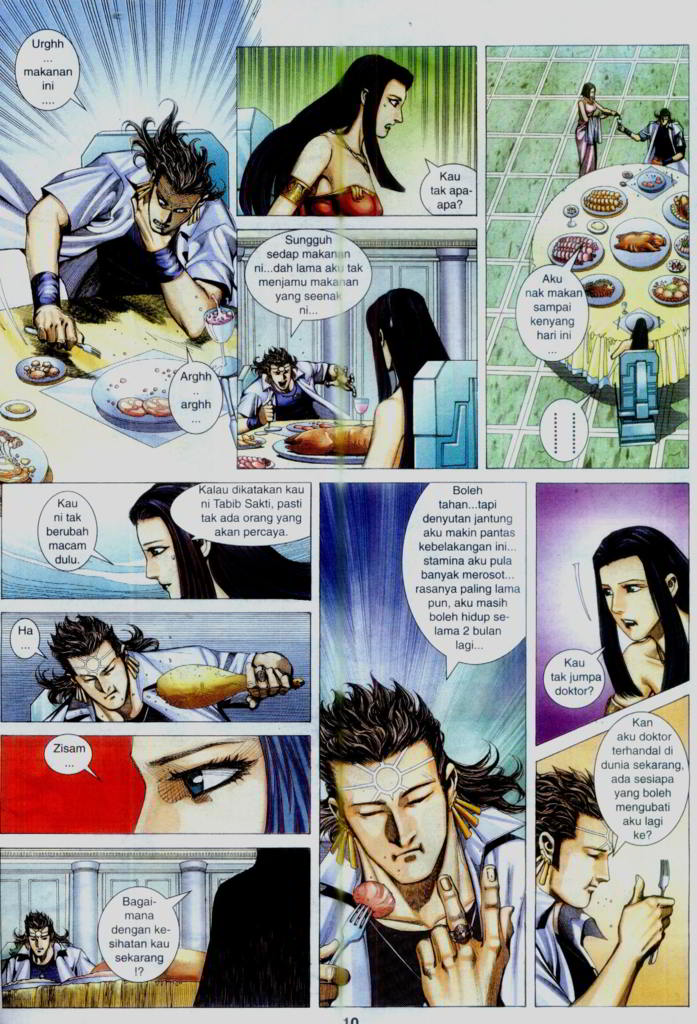 Urghh
...
makanan
ini
....
Arghh
..
arghh
...
Kau
tak apa-
apa?
Sungguh
sedap makanan
ni...dah lama aku tak
menjamu makanan
yang seenak
ni...
Aku
nak makan
sampai
kenyang
hari ini
...
Kau
ni tak
berubah
macam
dulu.
Kalau dikatakan kau
ni Tabib Sakti, pasti
tak ada orang yang
akan percaya.
Ha
...
Zisam
...
Bagai-
mana
dengan ke-
sihatan kau
sekarang
!?
Boleh
tahan...tapi
denyutan jantung
aku makin pantas
kebelakangan ini...
stamina aku pula
banyak merosot...
rasanya paling lama
pun, aku masih
boleh hidup se-
lama 2 bulan
lagi...
Kau
tak jumpa
doktor?
Kan
aku doktor
terhandal di
dunia sekarang,
ada sesiapa
yang boleh
mengubati
aku lagi
ke?
10